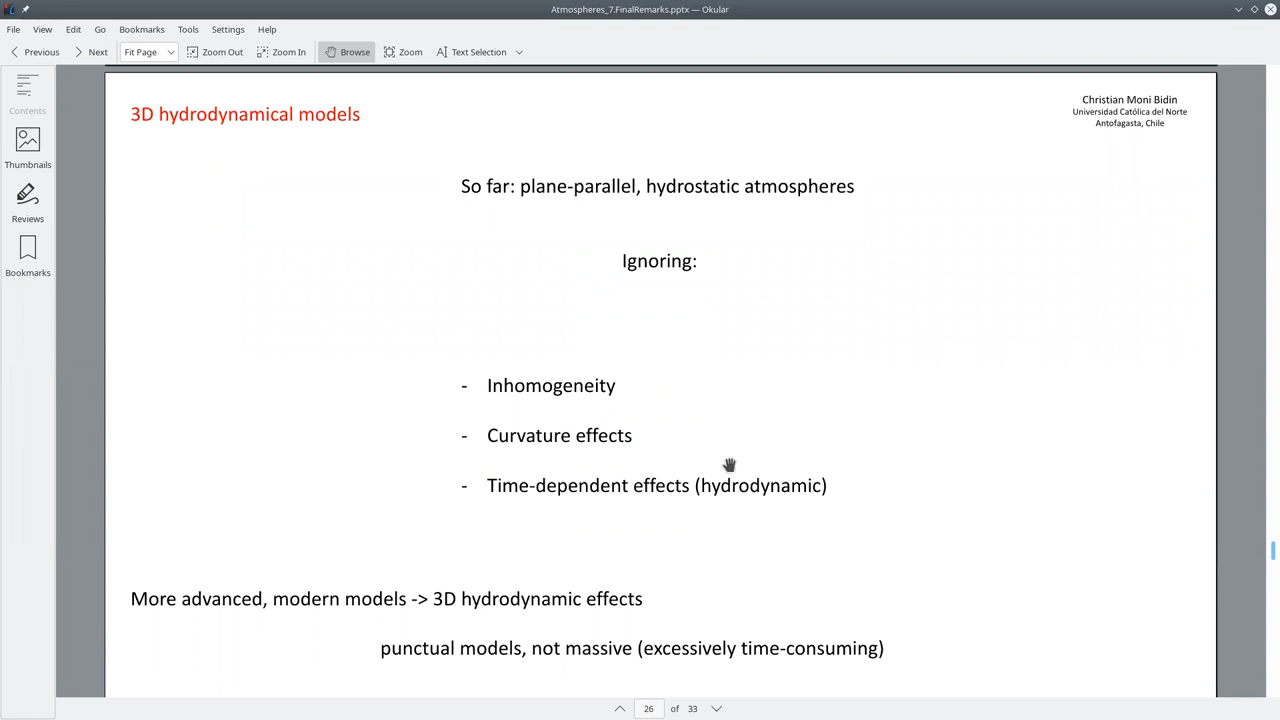 Atmospheres_7.FinalRemarks.pptx — Okular
File View Edit Go Bookmarks Tools Settings Help
Previous Next Fit Page Zoom Out Zoom In Browse Zoom Text Selection
Contents
Thumbnails
Reviews
Bookmarks
3D hydrodynamical models
Christian Moni Bidin
Universidad Católica del Norte
Antofagasta, Chile
So far: plane-parallel, hydrostatic atmospheres
Ignoring:
- Inhomogeneity
- Curvature effects
- Time-dependent effects (hydrodynamic)
More advanced, modern models -> 3D hydrodynamic effects
punctual models, not massive (excessively time-consuming)
26 of 33